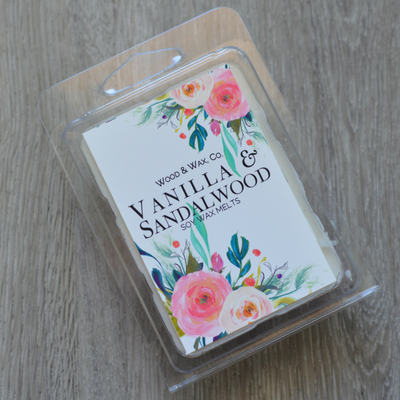 Wood & Wax Co.
Vanilla &
Sandalwood
Soy Wax Melts